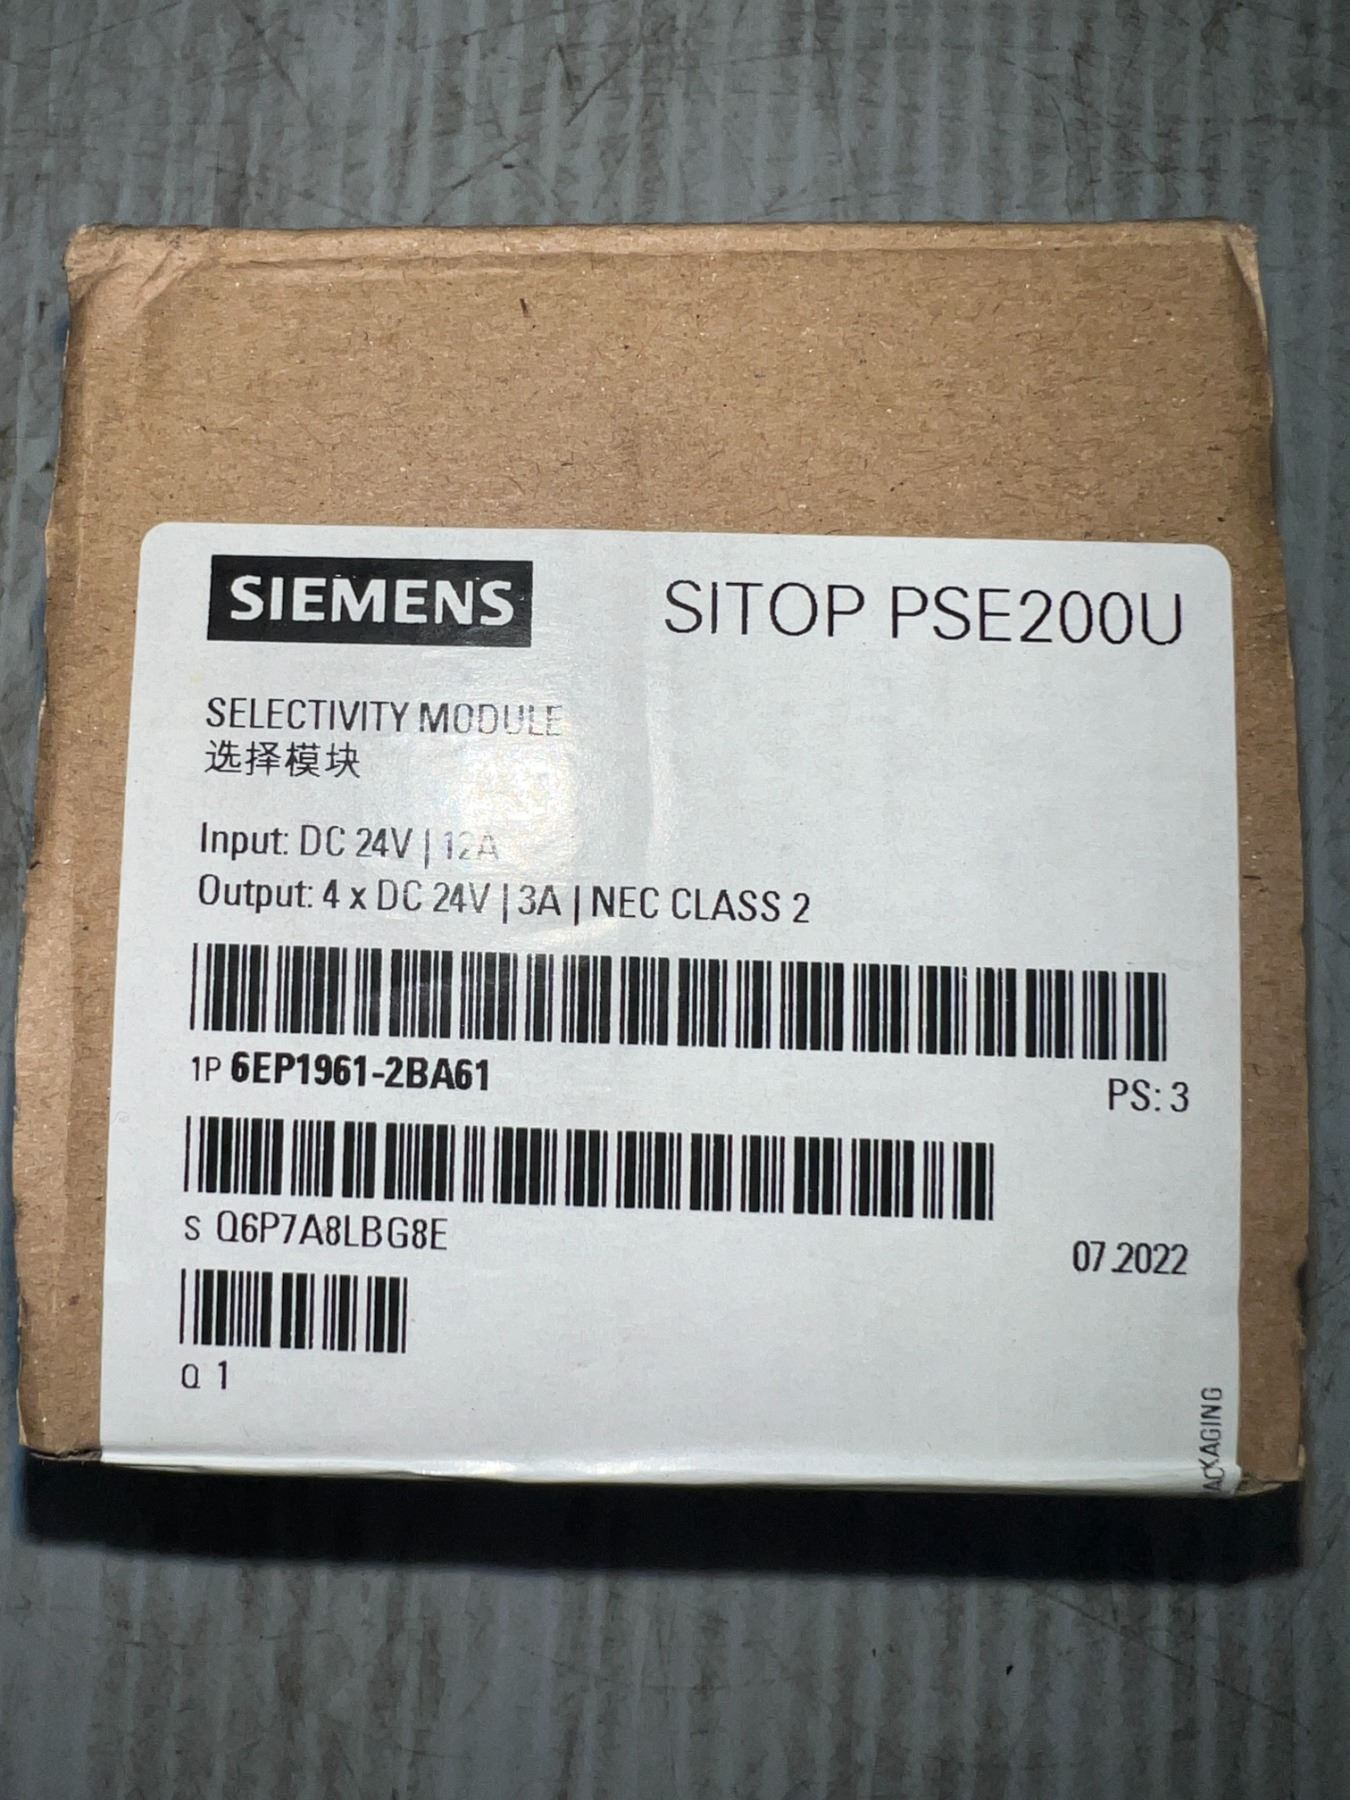 SIEMENS
SITOP PSE200U
SELECTIVITY MODULE
选择模块
Input: DC 24V | 12A
Output: 4 x DC 24V | 3A | NEC CLASS 2
1P 6EP1961-2BA61
PS: 3
S Q6P7A8LBG8E
07.2022
Q 1
ACKAGING